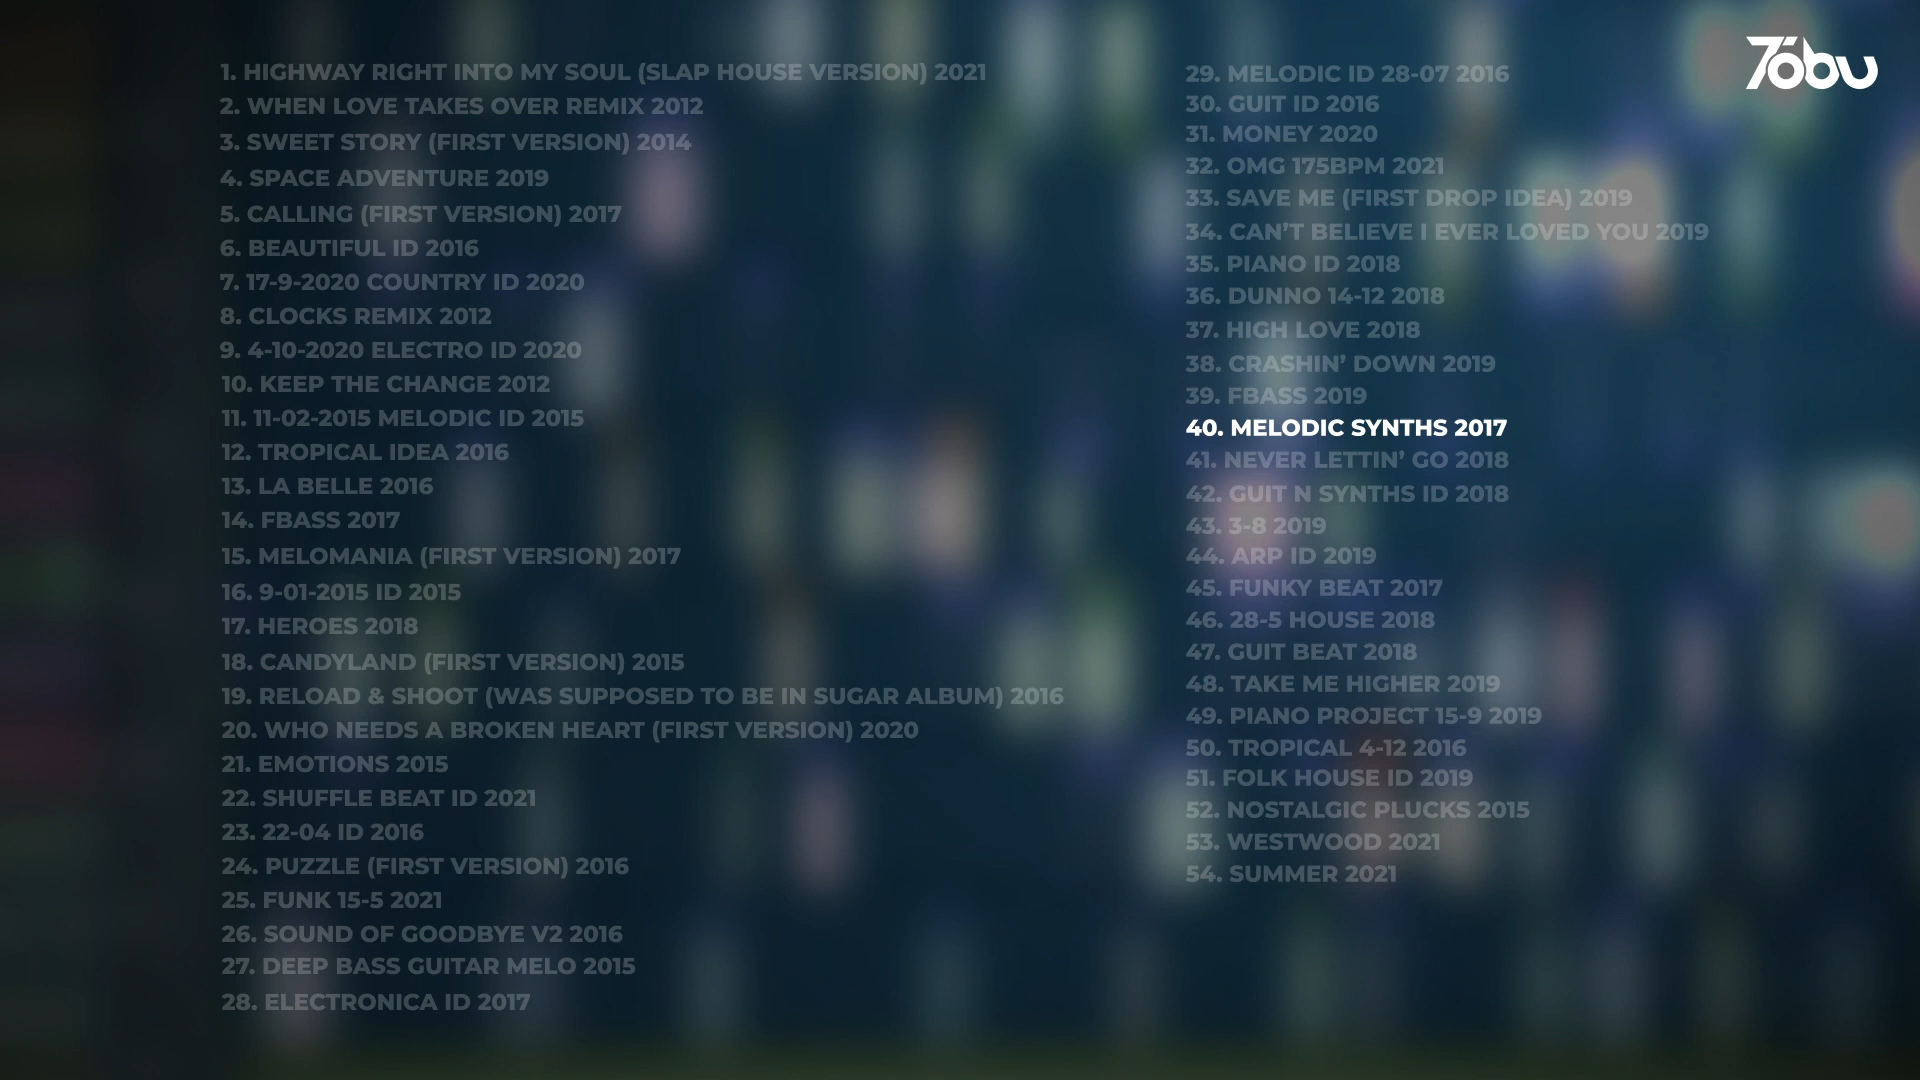 1. HIGHWAY RIGHT INTO MY SOUL (SLAP HOUSE VERSION) 2021
2. WHEN LOVE TAKES OVER REMIX 2012
3. SWEET STORY (FIRST VERSION) 2014
4. SPACE ADVENTURE 2019
5. CALLING (FIRST VERSION) 2017
6. BEAUTIFUL ID 2016
7. 17-9-2020 COUNTRY ID 2020
8. CLOCKS REMIX 2012
9. 4-10-2020 ELECTRO ID 2020
10. KEEP THE CHANGE 2012
11. 11-02-2015 MELODIC ID 2015
12. TROPICAL IDEA 2016
13. LA BELLE 2016
14. FBASS 2017
15. MELOMANIA (FIRST VERSION) 2017
16. 9-01-2015 ID 2015
17. HEROES 2018
18. CANDYLAND (FIRST VERSION) 2015
19. RELOAD & SHOOT (WAS SUPPOSED TO BE IN SUGAR ALBUM) 2016
20. WHO NEEDS A BROKEN HEART (FIRST VERSION) 2020
21. EMOTIONS 2015
22. SHUFFLE BEAT ID 2021
23. 22-04 ID 2016
24. PUZZLE (FIRST VERSION) 2016
25. FUNK 15-5 2021
26. SOUND OF GOODBYE V2 2016
27. DEEP BASS GUITAR MELO 2015
28. ELECTRONICA ID 2017
29. MELODIC ID 28-07 2016
30. GUIT ID 2016
31. MONEY 2020
32. OMG 175BPM 2021
33. SAVE ME (FIRST DROP IDEA) 2019
34. CAN'T BELIEVE I EVER LOVED YOU 2019
35. PIANO ID 2018
36. DUNNO 14-12 2018
37. HIGH LOVE 2018
38. CRASHIN' DOWN 2019
39. FBASS 2019
40. MELODIC SYNTHS 2017
41. NEVER LETTIN' GO 2018
42. GUIT N SYNTHS ID 2018
43. 3-8 2019
44. ARP ID 2019
45. FUNKY BEAT 2017
46. 28-5 HOUSE 2018
47. GUIT BEAT 2018
48. TAKE ME HIGHER 2019
49. PIANO PROJECT 15-9 2019
50. TROPICAL 4-12 2016
51. FOLK HOUSE ID 2019
52. NOSTALGIC PLUCKS 2015
53. WESTWOOD 2021
54. SUMMER 2021
Tobu